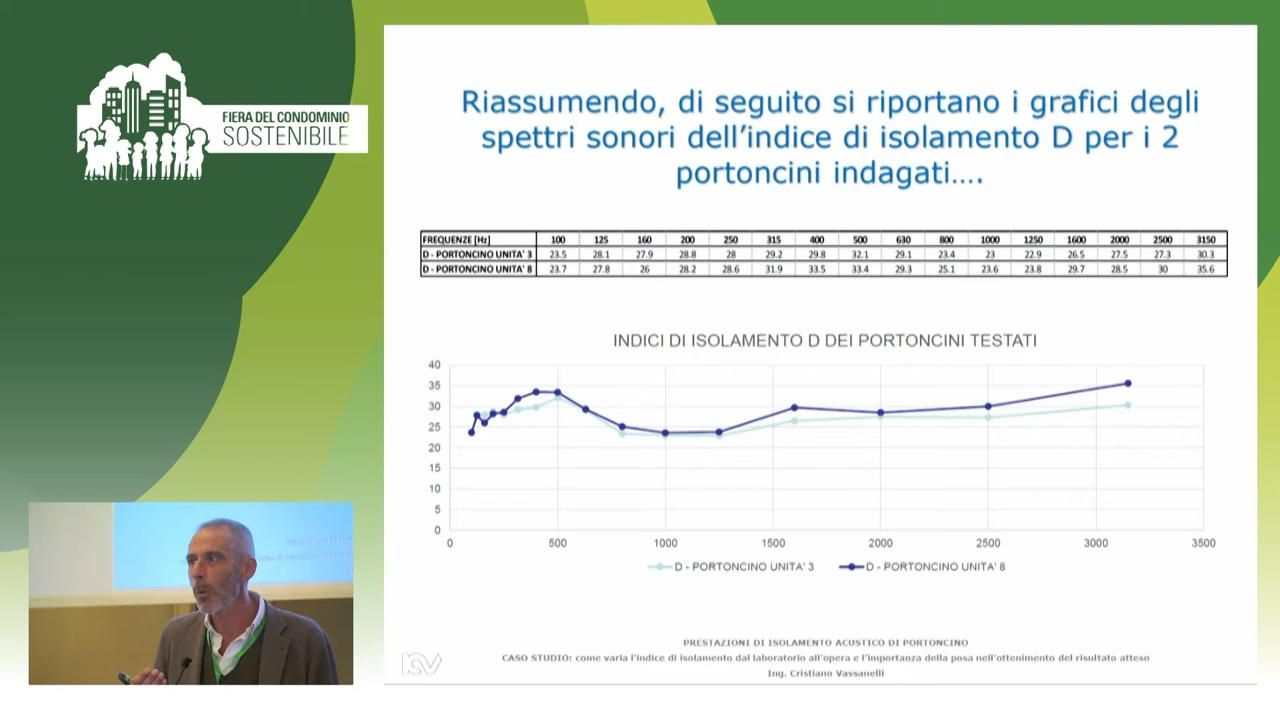 FIERA DEL CONDOMINIO
SOSTENIBILE
Riassumendo, di seguito si riportano i grafici degli
spettri sonori dell'indice di isolamento D per i 2
portoncini indagati....
FREQUENZE [Hz] 100 125 160 200 250 315 400 500 630 800 1000 1250 1600 2000 2500 3150
D - PORTONCINO UNITA' 3 23.5 28.1 27.9 28.8 28 29.2 29.8 32.1 29.1 23.4 23 22.9 26.5 27.5 27.3 30.3
D - PORTONCINO UNITA' 8 23.7 27.8 26 28.2 28.6 31.9 33.5 33.4 29.3 25.1 23.6 23.8 29.7 28.5 30 35.6
INDICI DI ISOLAMENTO D DEI PORTONCINI TESTATI
40
35
30
25
20
15
10
5
0
0 500 1000 1500 2000 2500 3000 3500
D - PORTONCINO UNITA' 3 D - PORTONCINO UNITA' 8
PRESTAZIONI DI ISOLAMENTO ACUSTICO DI PORTONCINO
CASO STUDIO: come varia l'indice di isolamento dal laboratorio all'opera e l'importanza della posa nell'ottenimento del risultato atteso
Ing. Cristiano Vassanelli